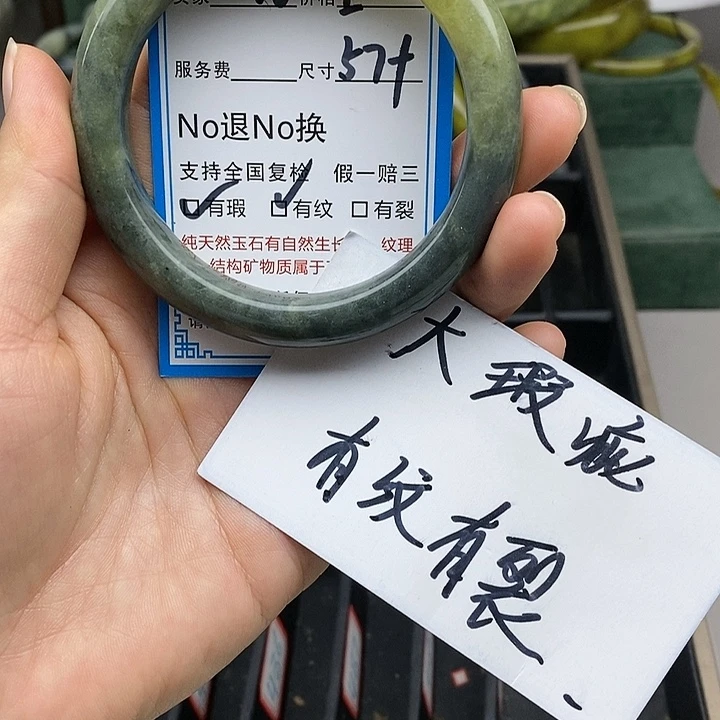 服务费 尺寸 57+
No退No换
支持全国复检 假一赔三
有瑕 有纹 有裂
纯天然玉石有自然生长 纹理
结构矿物质属于
大瑕疵
有纹有裂、